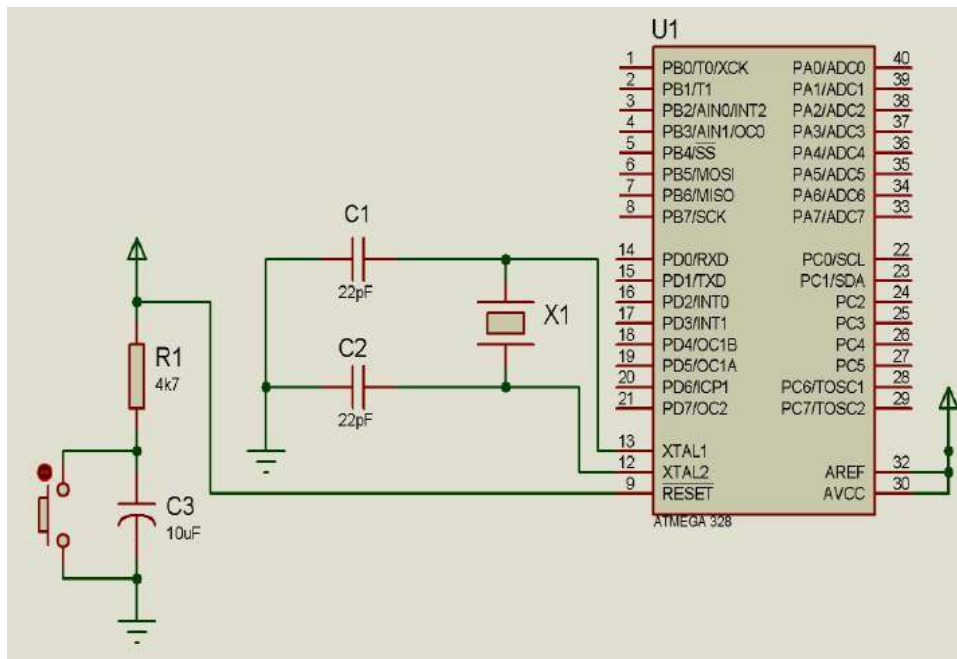 U1
1 PB0/T0/XCK PA0/ADC0 40
2 PB1/T1 PA1/ADC1 39
3 PB2/AIN0/INT2 PA2/ADC2 38
4 PB3/AIN1/OC0 PA3/ADC3 37
5 PB4/SS PA4/ADC4 36
6 PB5/MOSI PA5/ADC5 35
7 PB6/MISO PA6/ADC6 34
8 PB7/SCK PA7/ADC7 33
14 PD0/RXD PC0/SCL 22
15 PD1/TXD PC1/SDA 23
16 PD2/INT0 PC2 24
17 PD3/INT1 PC3 25
18 PD4/OC1B PC4 26
19 PD5/OC1A PC5 27
20 PD6/ICP1 PC6/TOSC1 28
21 PD7/OC2 PC7/TOSC2 29
13 XTAL1
12 XTAL2 AREF 32
9 RESET AVCC 30
ATMEGA 328
C1
22pF
X1
C2
22pF
R1
4k7
C3
10uF